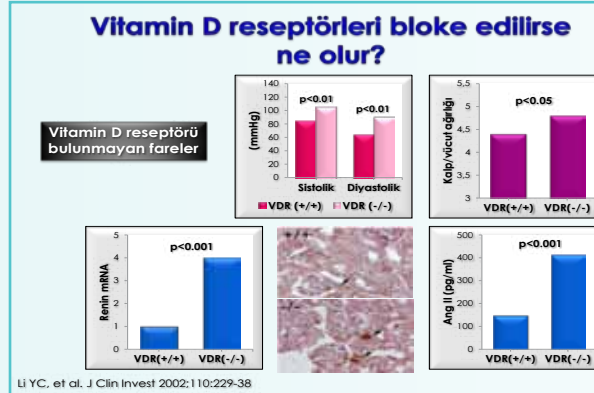 Vitamin D reseptörleri bloke edilirse
ne olur?
Vitamin D reseptörü
bulunmayan fareler
(mmHg)
140
120
100
80
60
40
20
0
p<0.01
p<0.01
Sistolik
Diyastolik
VDR (+/+)
VDR (-/-)
Kalp/vücut ağırlığı
5,5
5
4,5
4
3,5
3
p<0.05
VDR(+/+)
VDR(-/-)
Renin mRNA
5
4
3
2
1
0
p<0.001
VDR(+/+)
VDR(-/-)
+/+
-/-
Ang II (pg/ml)
500
400
300
200
100
0
p<0.001
VDR(+/+)
VDR(-/-)
Li YC, et al. J Clin Invest 2002;110:229-38